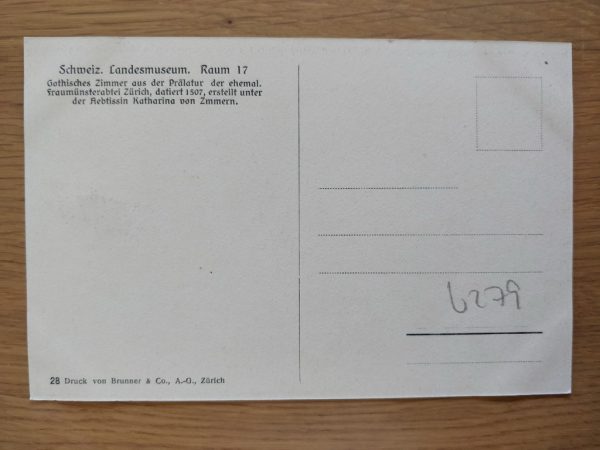 Schweiz. Landesmuseum. Raum 17
Gothisches Zimmer aus der Prälatur der ehemal.
Fraumünsterabtei Zürich, datiert 1507, erstellt unter
der Aebtissin Katharina von Zmmern.
6279
28 Druck von Brunner & Co., A.-G., Zürich